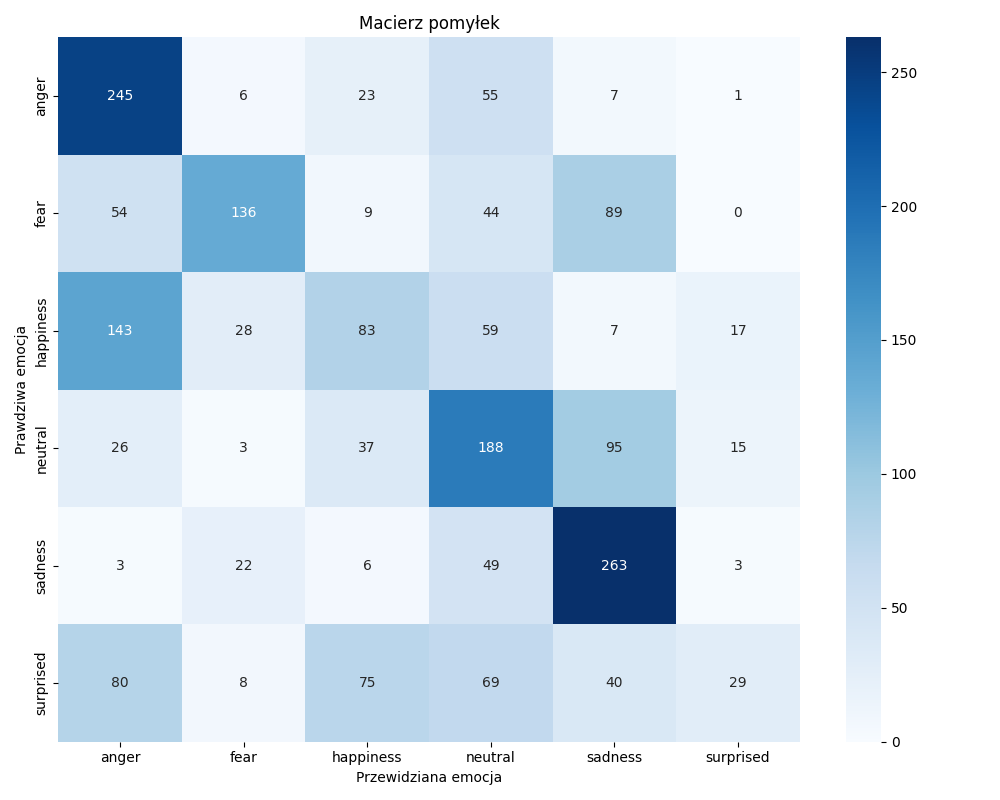 Macierz pomyłek
Prawdziwa emocja
anger 245 6 23 55 7 1
fear 54 136 9 44 89 0
happiness 143 28 83 59 7 17
neutral 26 3 37 188 95 15
sadness 3 22 6 49 263 3
surprised 80 8 75 69 40 29
anger fear happiness neutral sadness surprised
Przewidziana emocja
250
200
150
100
50
0